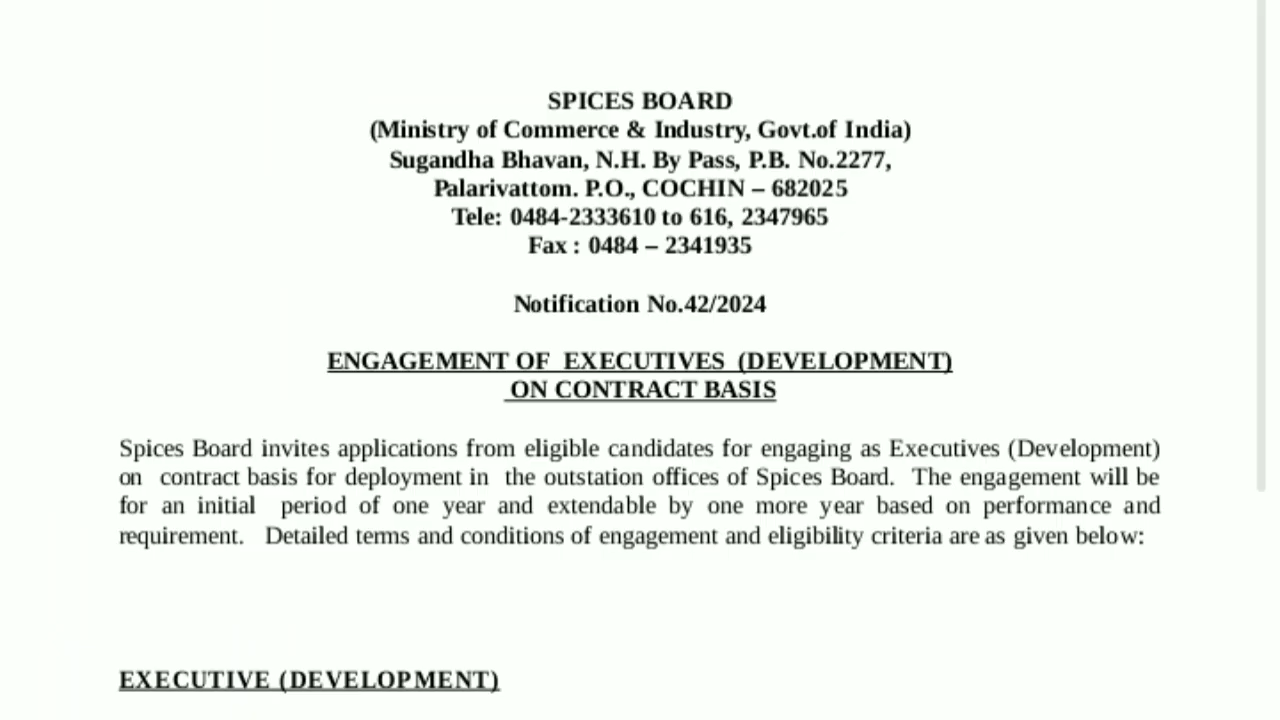 SPICES BOARD
(Ministry of Commerce & Industry, Govt.of India)
Sugandha Bhavan, N.H. By Pass, P.B. No.2277,
Palarivattom. P.O., COCHIN – 682025
Tele: 0484-2333610 to 616, 2347965
Fax : 0484 – 2341935
Notification No.42/2024
ENGAGEMENT OF EXECUTIVES (DEVELOPMENT)
ON CONTRACT BASIS
Spices Board invites applications from eligible candidates for engaging as Executives (Development)
on contract basis for deployment in the outstation offices of Spices Board. The engagement will be
for an initial period of one year and extendable by one more year based on performance and
requirement. Detailed terms and conditions of engagement and eligibility criteria are as given below:
EXECUTIVE (DEVELOPMENT)